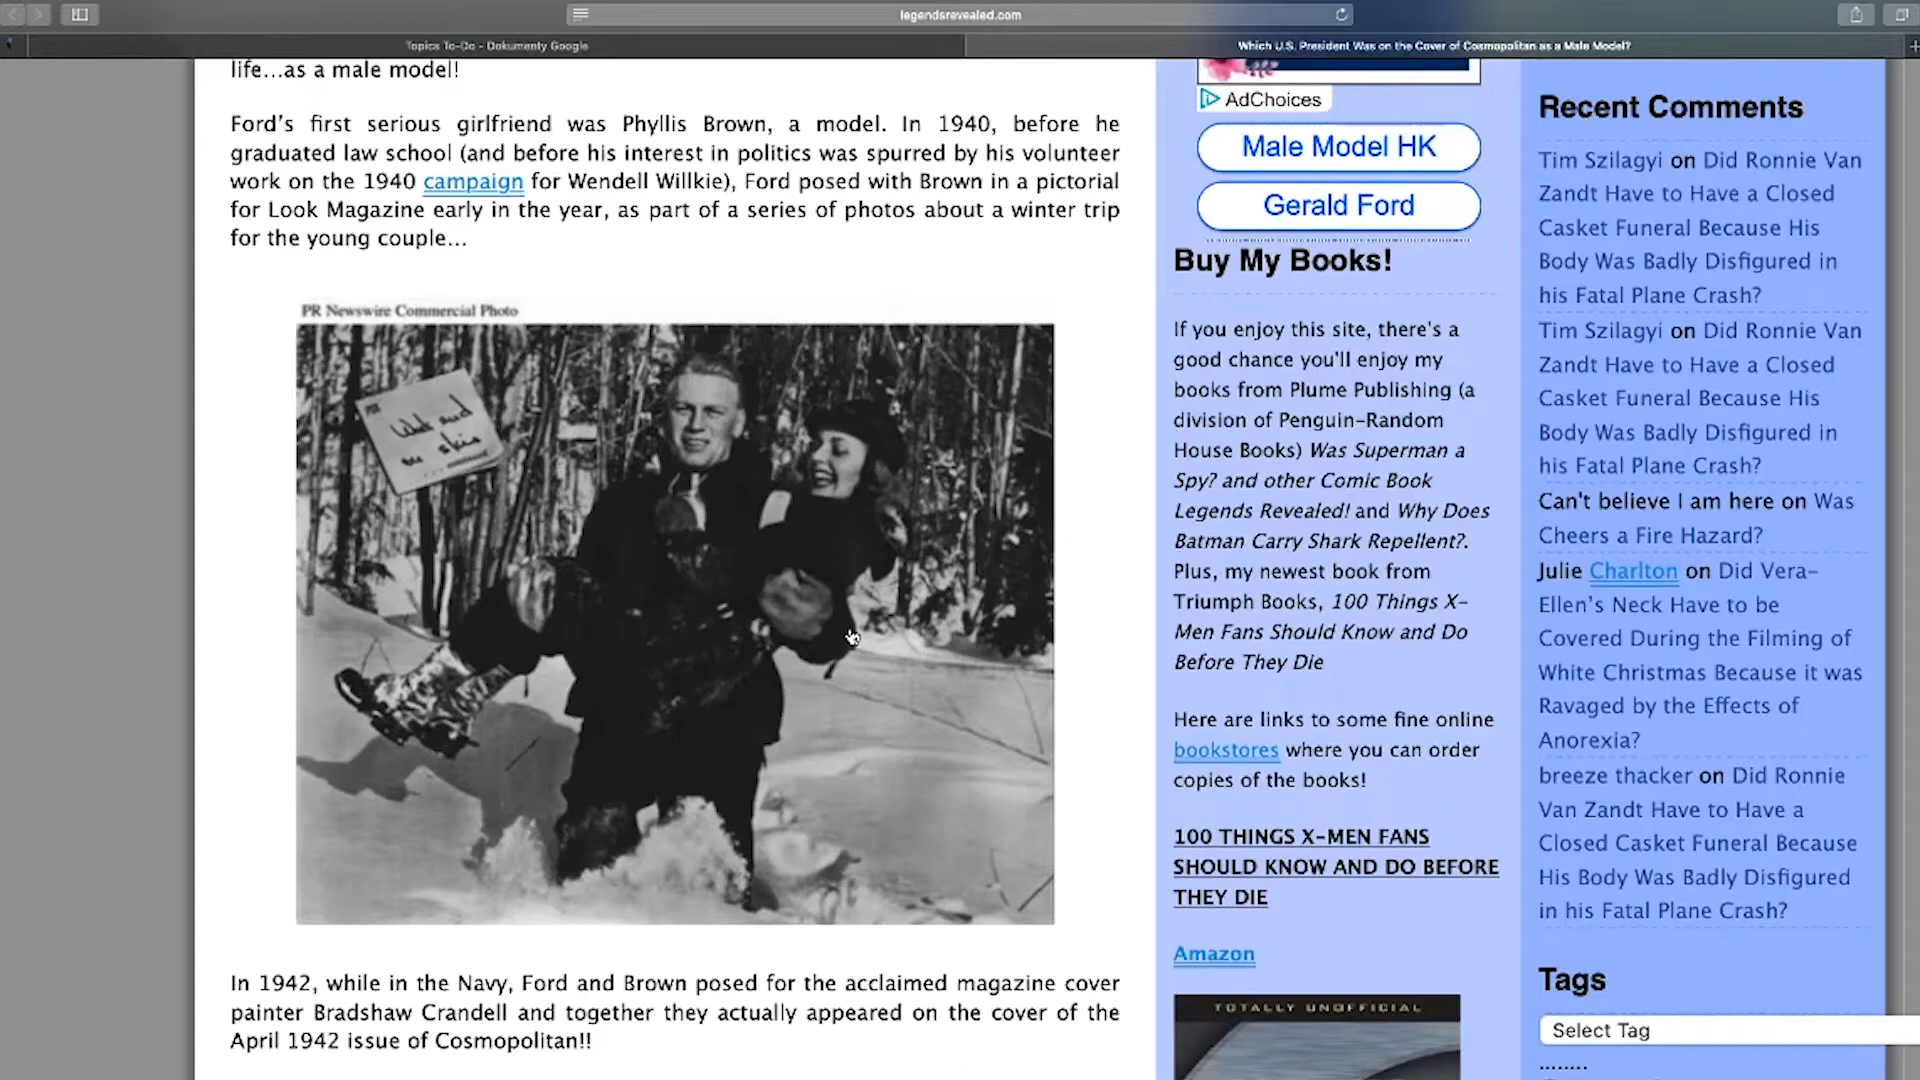 legendsrevealed.com
Topics To-Do - Dokumenty Google
Which U.S. President Was on the Cover of Cosmopolitan as a Male Model?
life...as a male model!
Ford's first serious girlfriend was Phyllis Brown, a model. In 1940, before he
graduated law school (and before his interest in politics was spurred by his volunteer
work on the 1940 campaign for Wendell Willkie), Ford posed with Brown in a pictorial
for Look Magazine early in the year, as part of a series of photos about a winter trip
for the young couple...
PR Newswire Commercial Photo
In 1942, while in the Navy, Ford and Brown posed for the acclaimed magazine cover
painter Bradshaw Crandell and together they actually appeared on the cover of the
April 1942 issue of Cosmopolitan!!
AdChoices
Male Model HK
Gerald Ford
Buy My Books!
If you enjoy this site, there's a
good chance you'll enjoy my
books from Plume Publishing (a
division of Penguin-Random
House Books) Was Superman a
Spy? and other Comic Book
Legends Revealed! and Why Does
Batman Carry Shark Repellent?.
Plus, my newest book from
Triumph Books, 100 Things X-
Men Fans Should Know and Do
Before They Die
Here are links to some fine online
bookstores where you can order
copies of the books!
100 THINGS X-MEN FANS
SHOULD KNOW AND DO BEFORE
THEY DIE
Amazon
TOTALLY UNOFFICIAL
Recent Comments
Tim Szilagyi on Did Ronnie Van
Zandt Have to Have a Closed
Casket Funeral Because His
Body Was Badly Disfigured in
his Fatal Plane Crash?
Tim Szilagyi on Did Ronnie Van
Zandt Have to Have a Closed
Casket Funeral Because His
Body Was Badly Disfigured in
his Fatal Plane Crash?
Can't believe I am here on Was
Cheers a Fire Hazard?
Julie Charlton on Did Vera-
Ellen's Neck Have to be
Covered During the Filming of
White Christmas Because it was
Ravaged by the Effects of
Anorexia?
breeze thacker on Did Ronnie
Van Zandt Have to Have a
Closed Casket Funeral Because
His Body Was Badly Disfigured
in his Fatal Plane Crash?
Tags
Select Tag